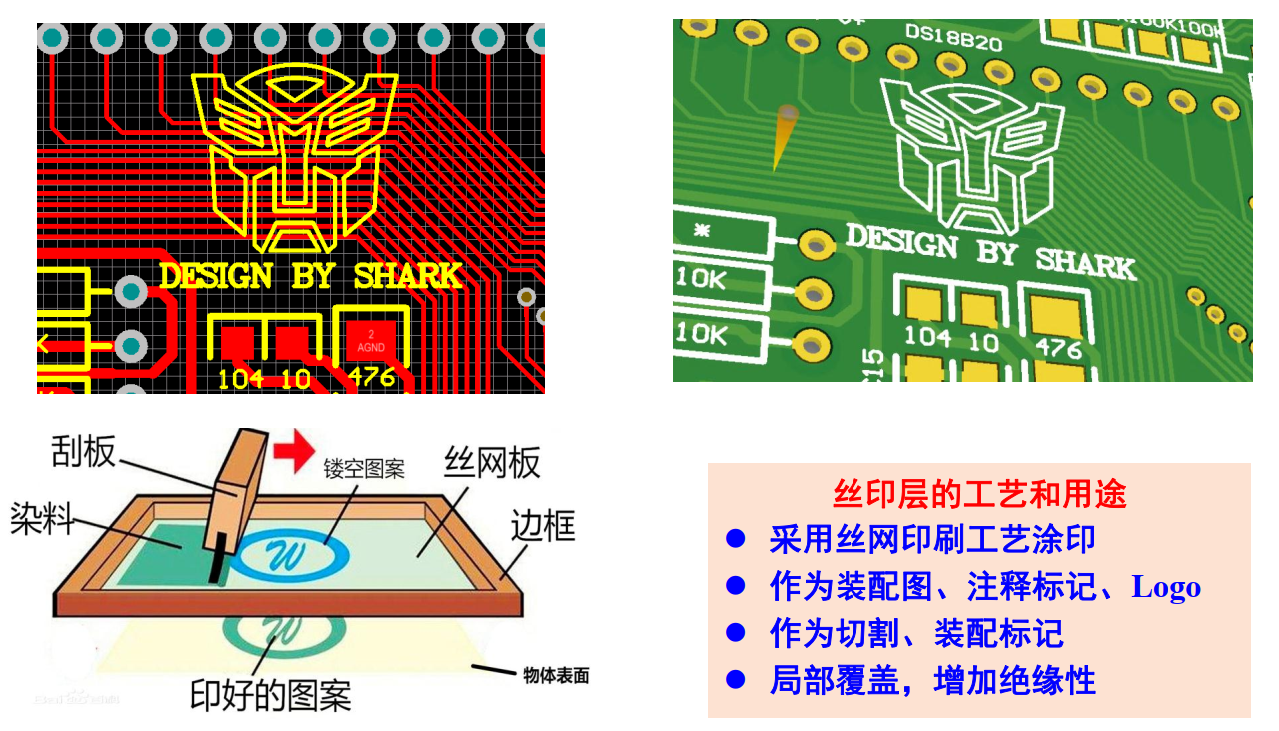 DESIGN BY SHARK
2
AGND
K
104
10
476
DS18B20
100K
*
DESIGN BY SHARK
10K
10K
104
10
476
C15
刮板
染料
镂空图案
丝网板
边框
印好的图案
物体表面
丝印层的工艺和用途
● 采用丝网印刷工艺涂印
● 作为装配图、注释标记、Logo
● 作为切割、装配标记
● 局部覆盖，增加绝缘性